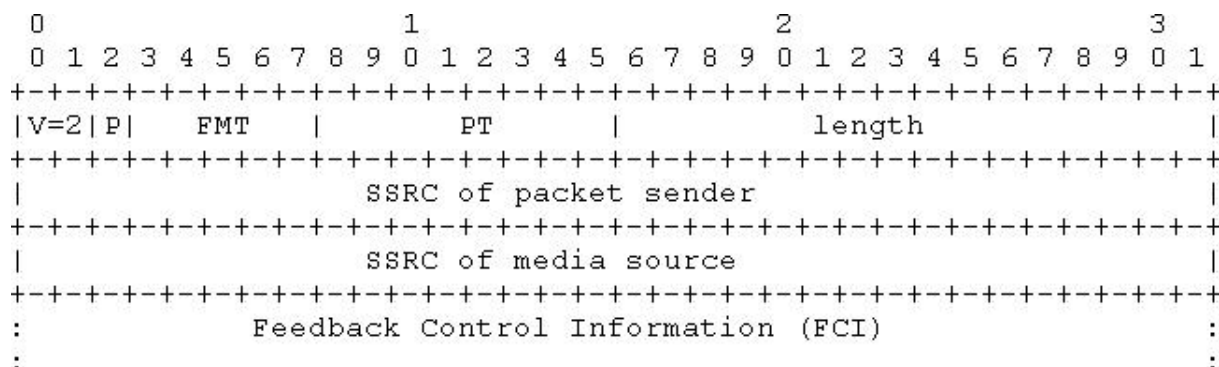 0                   1                   2                   3
 0 1 2 3 4 5 6 7 8 9 0 1 2 3 4 5 6 7 8 9 0 1 2 3 4 5 6 7 8 9 0 1
+-+-+-+-+-+-+-+-+-+-+-+-+-+-+-+-+-+-+-+-+-+-+-+-+-+-+-+-+-+-+-+-+
|V=2|P|   FMT   |       PT      |          length               |
+-+-+-+-+-+-+-+-+-+-+-+-+-+-+-+-+-+-+-+-+-+-+-+-+-+-+-+-+-+-+-+-+
|                  SSRC of packet sender                        |
+-+-+-+-+-+-+-+-+-+-+-+-+-+-+-+-+-+-+-+-+-+-+-+-+-+-+-+-+-+-+-+-+
|                  SSRC of media source                         |
+-+-+-+-+-+-+-+-+-+-+-+-+-+-+-+-+-+-+-+-+-+-+-+-+-+-+-+-+-+-+-+-+
:            Feedback Control Information (FCI)                 :
:                                                               :